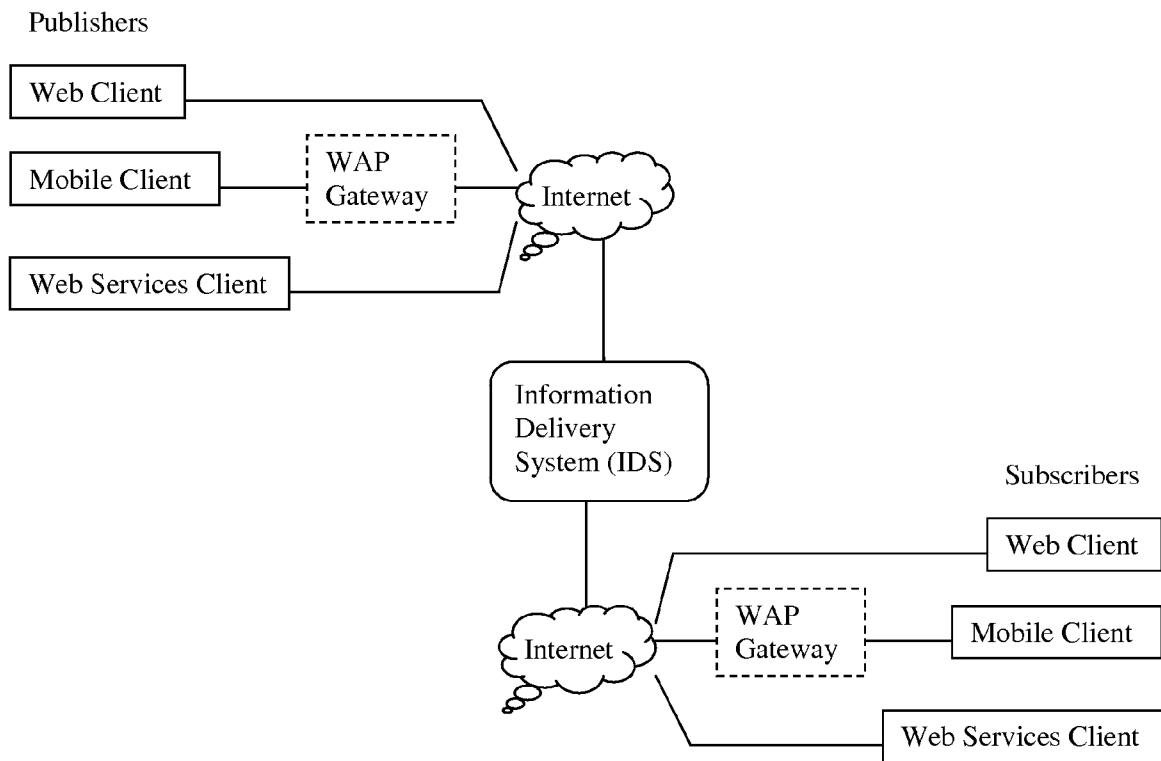 Publishers
Web Client
WAP
Gateway
Mobile Client
Internet
Web Services Client
Information
Delivery
System (IDS)
Subscribers
Web Client
WAP
Gateway
Mobile Client
Internet
Web Services Client